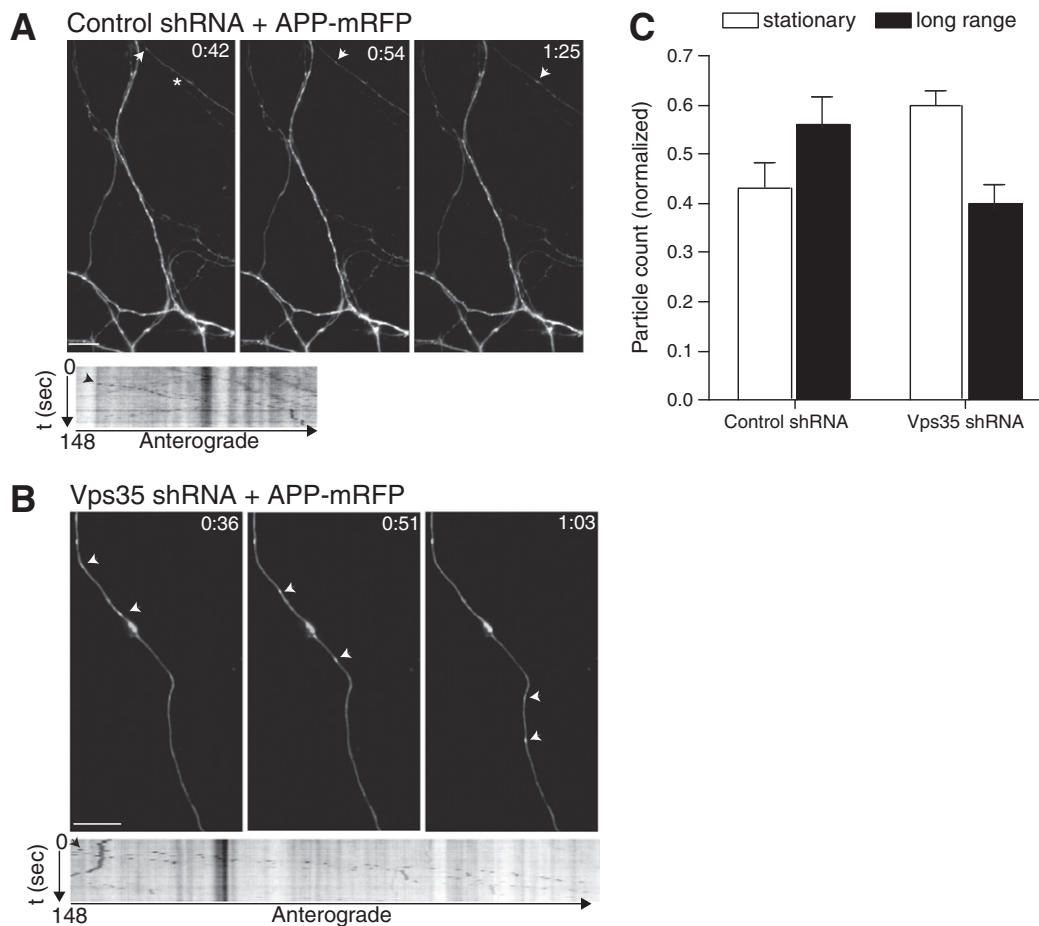 A
Control shRNA + APP-mRFP
0:42
0:54
1:25
*
0
t (sec)
148
Anterograde
B
Vps35 shRNA + APP-mRFP
0:36
0:51
1:03
0
t (sec)
148
Anterograde
C
stationary
long range
Particle count (normalized)
0.7
0.6
0.5
0.4
0.3
0.2
0.1
0.0
Control shRNA
Vps35 shRNA